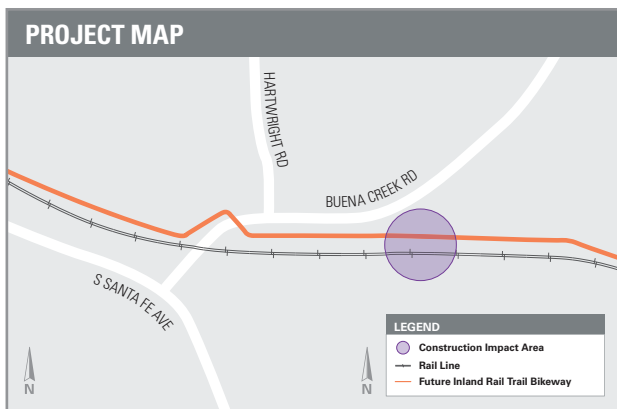 PROJECT MAP
HARTWRIGHT RD
BUENA CREEK RD
S SANTA FE AVE
LEGEND
Construction Impact Area
Rail Line
Future Inland Rail Trail Bikeway
N
N